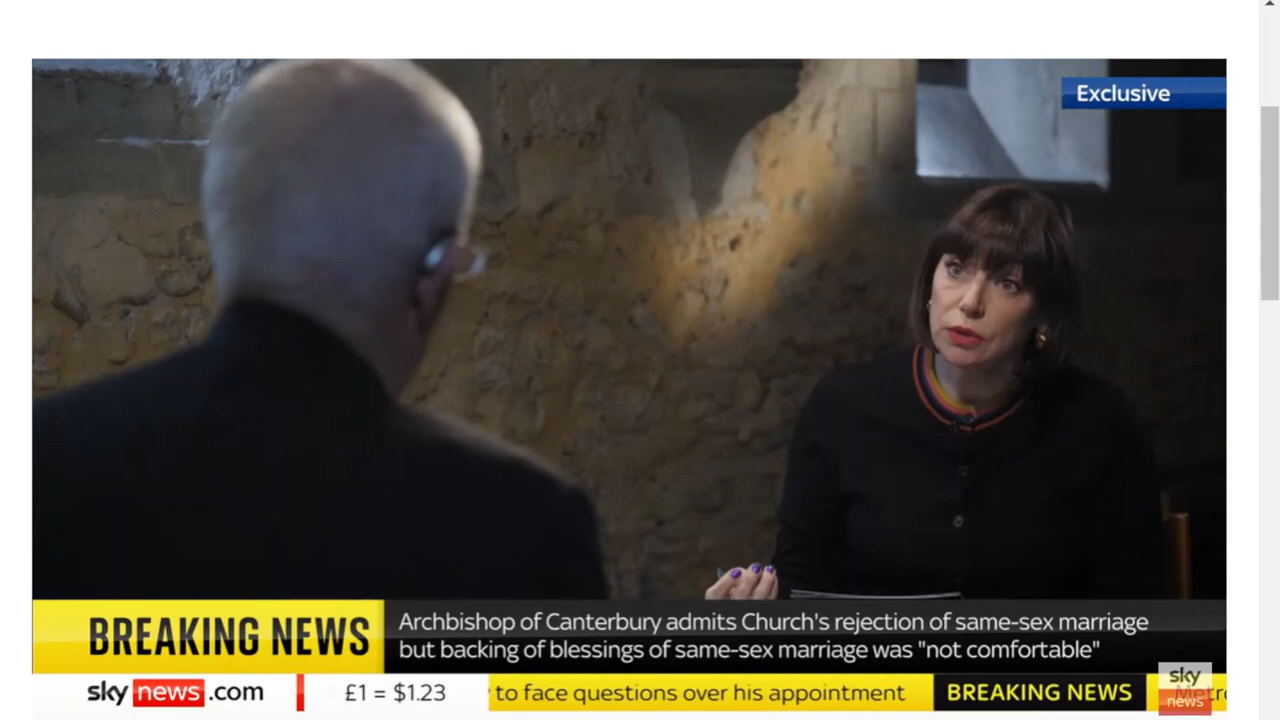 Exclusive
BREAKING NEWS
Archbishop of Canterbury admits Church's rejection of same-sex marriage
but backing of blessings of same-sex marriage was "not comfortable"
sky news .com
£1 = $1.23
to face questions over his appointment
BREAKING NEWS
sky
news